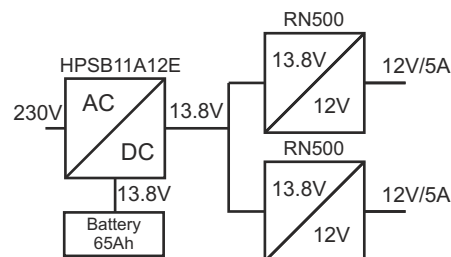 RN500
HPSB11A12E
13.8V
12V/5A
12V
230V
AC
DC
13.8V
RN500
13.8V
13.8V
12V/5A
12V
Battery
65Ah